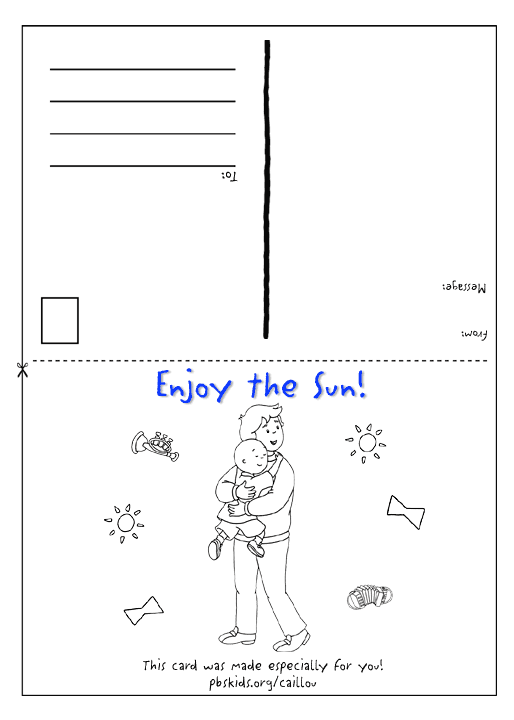 To:
Message:
From:
Enjoy the Sun!
This card was made especially for you!
pbskids.org/caillou